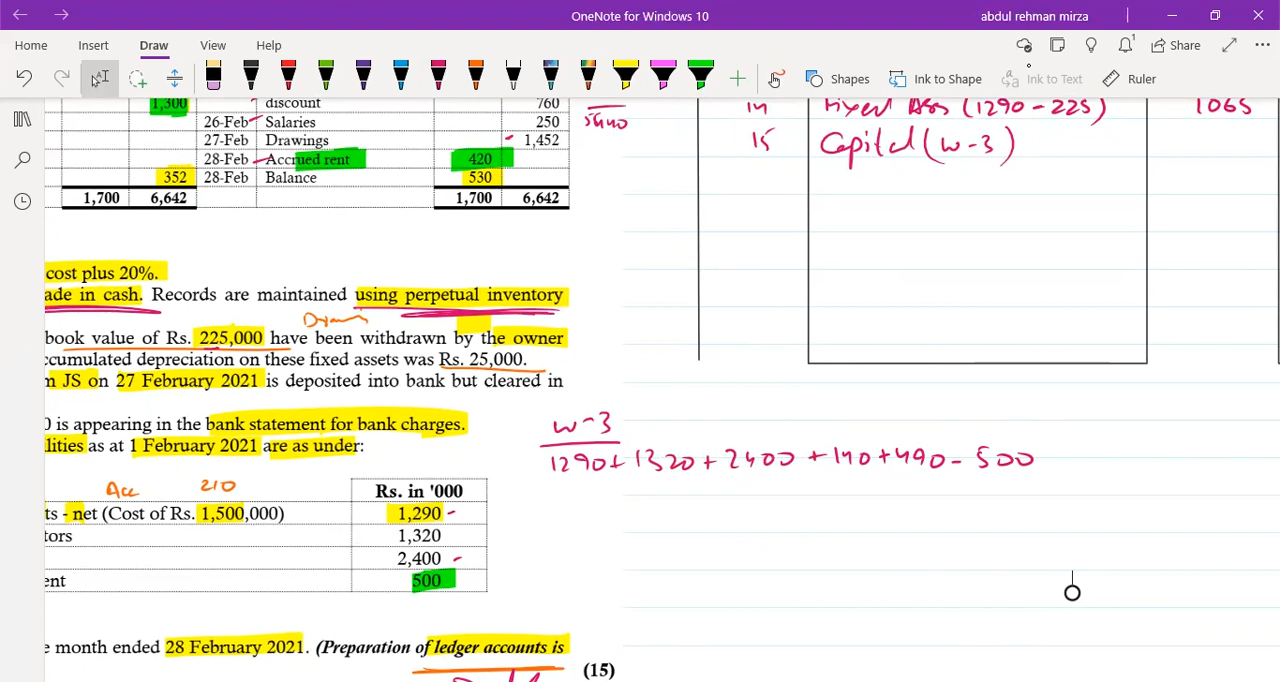 OneNote for Windows 10
abdul rehman mirza
Home Insert Draw View Help
Share
Shapes
Ink to Shape
Ink to Text
Ruler
1,300 discount 760
26-Feb Salaries 250
27-Feb Drawings 1,452
28-Feb Accrued rent 420
352 28-Feb Balance 530
1,700 6,642 1,700 6,642
5440
14 Fixed Ass (1290-225) 1065
15 Capital (w-3)
cost plus 20%.
ade in cash. Records are maintained using perpetual inventory
book value of Rs. 225,000 have been withdrawn by the owner
ccumulated depreciation on these fixed assets was Rs. 25,000.
m JS on 27 February 2021 is deposited into bank but cleared in
0 is appearing in the bank statement for bank charges.
ilities as at 1 February 2021 are as under:
w-3
1290+1320+2400+140+490-500
Acc 210
Rs. in '000
ts - net (Cost of Rs. 1,500,000) 1,290
tors 1,320
2,400
ent 500
e month ended 28 February 2021. (Preparation of ledger accounts is
(15)